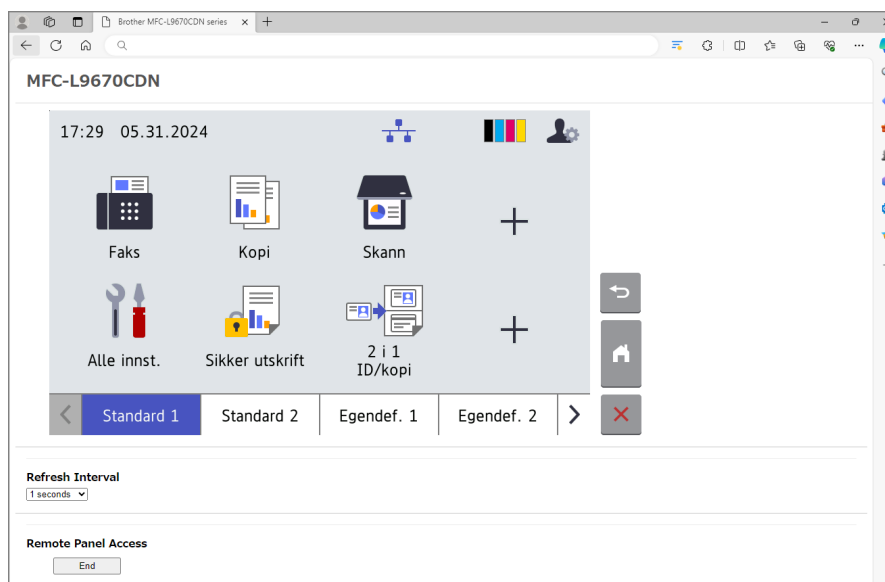 Brother MFC-L9670CDN series
MFC-L9670CDN
17:29 05.31.2024
Faks
Kopi
Skann
Alle innst.
Sikker utskrift
2 i 1
ID/kopi
Standard 1
Standard 2
Egendef. 1
Egendef. 2
Refresh Interval
1 seconds
Remote Panel Access
End